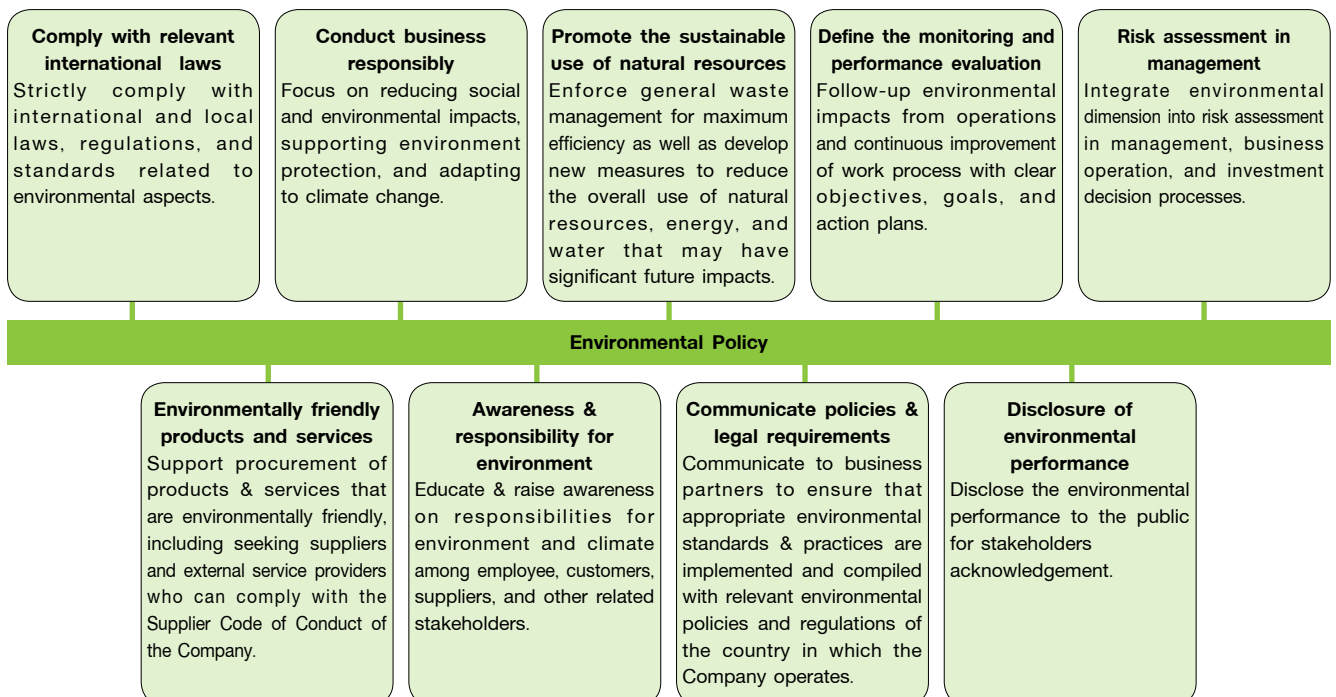 Comply with relevant
international laws
Strictly comply with
international and local
laws, regulations, and
standards related to
environmental aspects.
Conduct business
responsibly
Focus on reducing social
and environmental impacts,
supporting environment
protection, and adapting
to climate change.
Promote the sustainable
use of natural resources
Enforce general waste
management for maximum
efficiency as well as develop
new measures to reduce
the overall use of natural
resources, energy, and
water that may have
significant future impacts.
Define the monitoring and
performance evaluation
Follow-up environmental
impacts from operations
and continuous improvement
of work process with clear
objectives, goals, and
action plans.
Risk assessment in
management
Integrate environmental
dimension into risk assessment
in management, business
operation, and investment
decision processes.
Environmental Policy
Environmentally friendly
products and services
Support procurement of
products & services that
are environmentally friendly,
including seeking suppliers
and external service providers
who can comply with the
Supplier Code of Conduct of
the Company.
Awareness &
responsibility for
environment
Educate & raise awareness
on responsibilities for
environment and climate
among employee, customers,
suppliers, and other related
stakeholders.
Communicate policies &
legal requirements
Communicate to business
partners to ensure that
appropriate environmental
standards & practices are
implemented and compiled
with relevant environmental
policies and regulations of
the country in which the
Company operates.
Disclosure of
environmental
performance
Disclose the environmental
performance to the public
for stakeholders
acknowledgement.